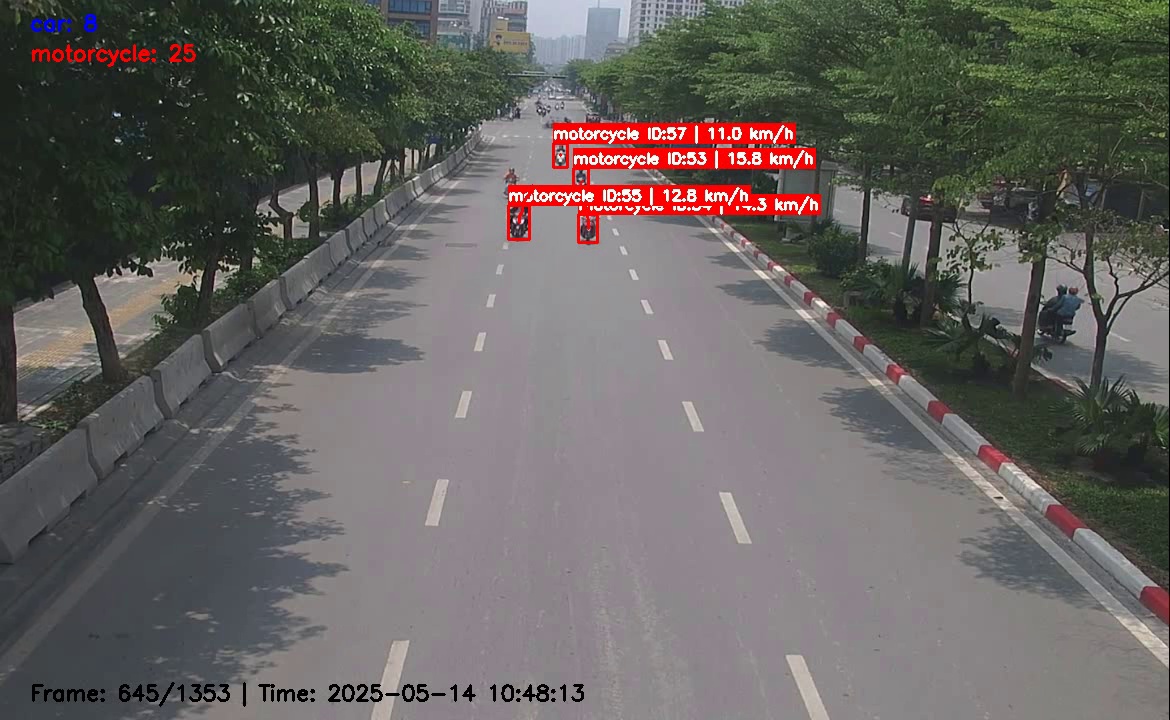 car: 8
motorcycle: 25
motorcycle ID:57 | 11.0 km/h
motorcycle ID:53 | 15.8 km/h
motorcycle ID:55 | 12.8 km/h
.3 km/h
Frame: 645/1353 | Time: 2025-05-14 10:48:13